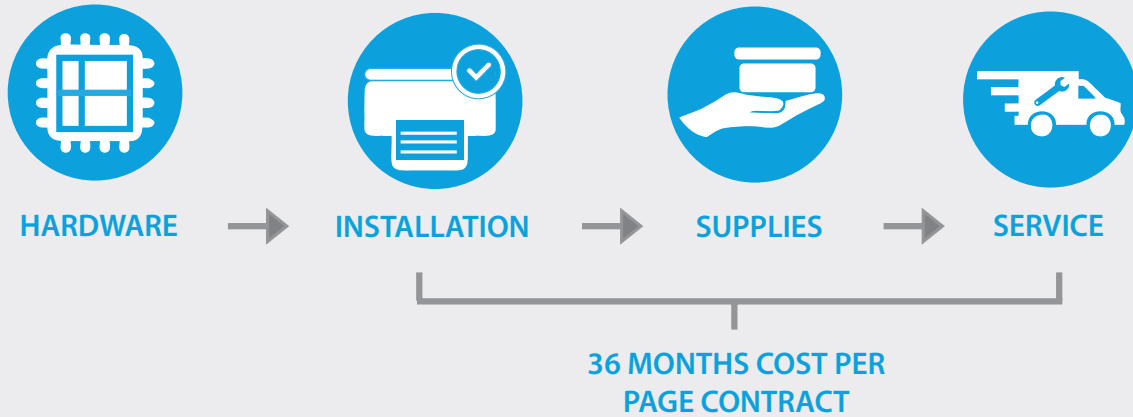 HARDWARE
INSTALLATION
SUPPLIES
SERVICE
36 MONTHS COST PER
PAGE CONTRACT